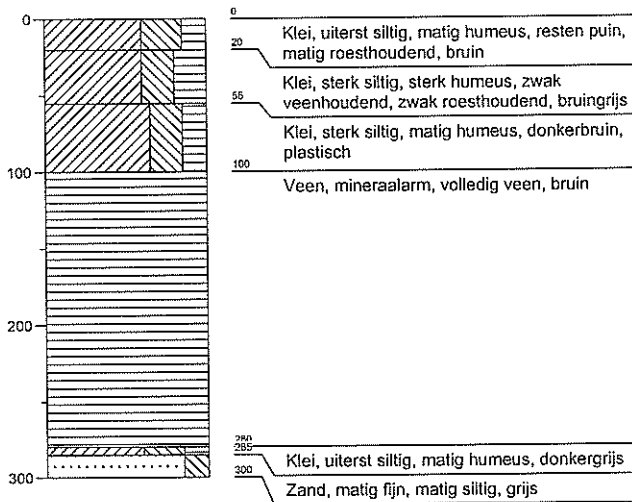 0
0
Klei, uiterst siltig, matig humeus, resten puin,
20
matig roesthoudend, bruin
Klei, sterk siltig, sterk humeus, zwak
55
veenhoudend, zwak roesthoudend, bruingrijs
Klei, sterk siltig, matig humeus, donkerbruin,
plastisch
100
100
Veen, mineraalarm, volledig veen, bruin
200
280
285
Klei, uiterst siltig, matig humeus, donkergrijs
300
300
Zand, matig fijn, matig siltig, grijs